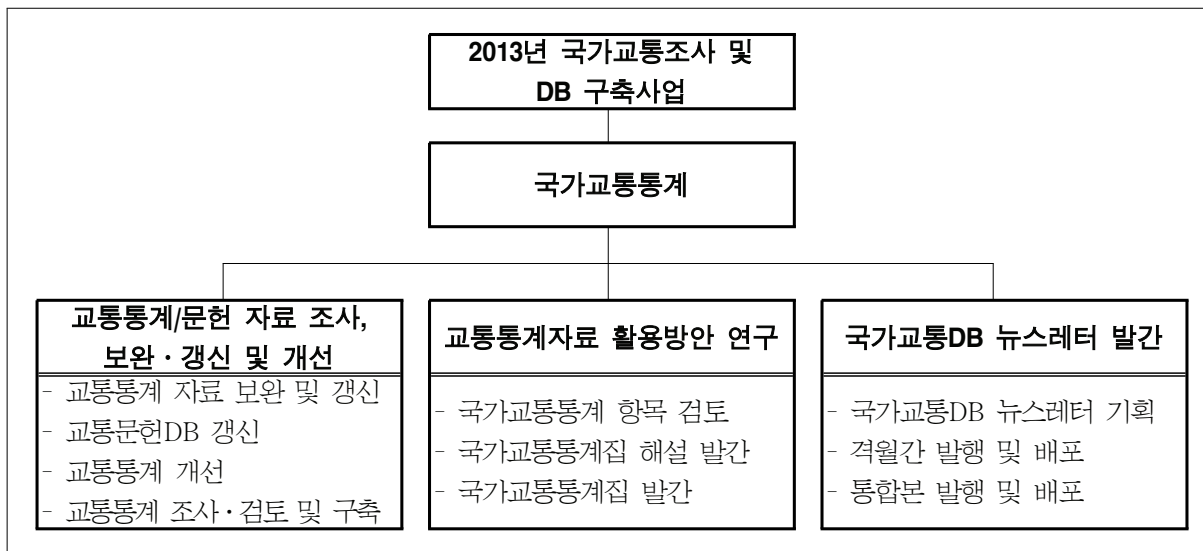 2013년 국가교통조사 및
DB 구축사업
국가교통통계
교통통계/문헌 자료 조사,
보완·갱신 및 개선
- 교통통계 자료 보완 및 갱신
- 교통문헌DB 갱신
- 교통통계 개선
- 교통통계 조사·검토 및 구축
교통통계자료 활용방안 연구
- 국가교통통계 항목 검토
- 국가교통통계집 해설 발간
- 국가교통통계집 발간
국가교통DB 뉴스레터 발간
- 국가교통DB 뉴스레터 기획
- 격월간 발행 및 배포
- 통합본 발행 및 배포